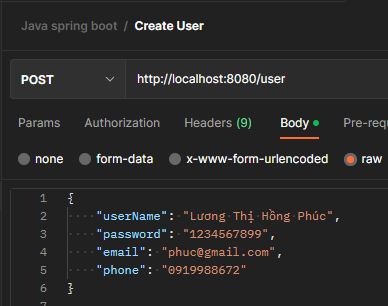 Java spring boot / Create User
POST http://localhost:8080/user
Params Authorization Headers (9) Body Pre-req
none form-data x-www-form-urlencoded raw
1 {
2 "userName": "Lương Thị Hồng Phúc",
3 "password": "1234567899",
4 "email": "phuc@gmail.com",
5 "phone": "0919988672"
6 }